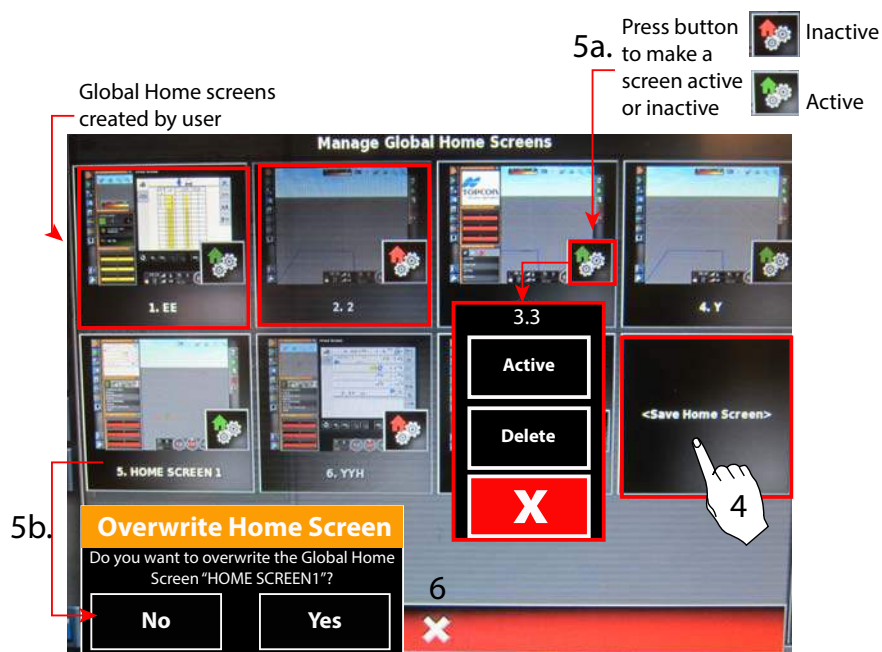 5a.
Press button
to make a
screen active
or inactive
Inactive
Active
Global Home screens
created by user
Manage Global Home Screens
TOPCON
1. EE
2. 2
3.3
4. Y
Active
Delete
X
<Save Home Screen>
4
5. HOME SCREEN 1
6. YYH
5b.
Overwrite Home Screen
Do you want to overwrite the Global Home
Screen “HOME SCREEN1”?
No
Yes
6